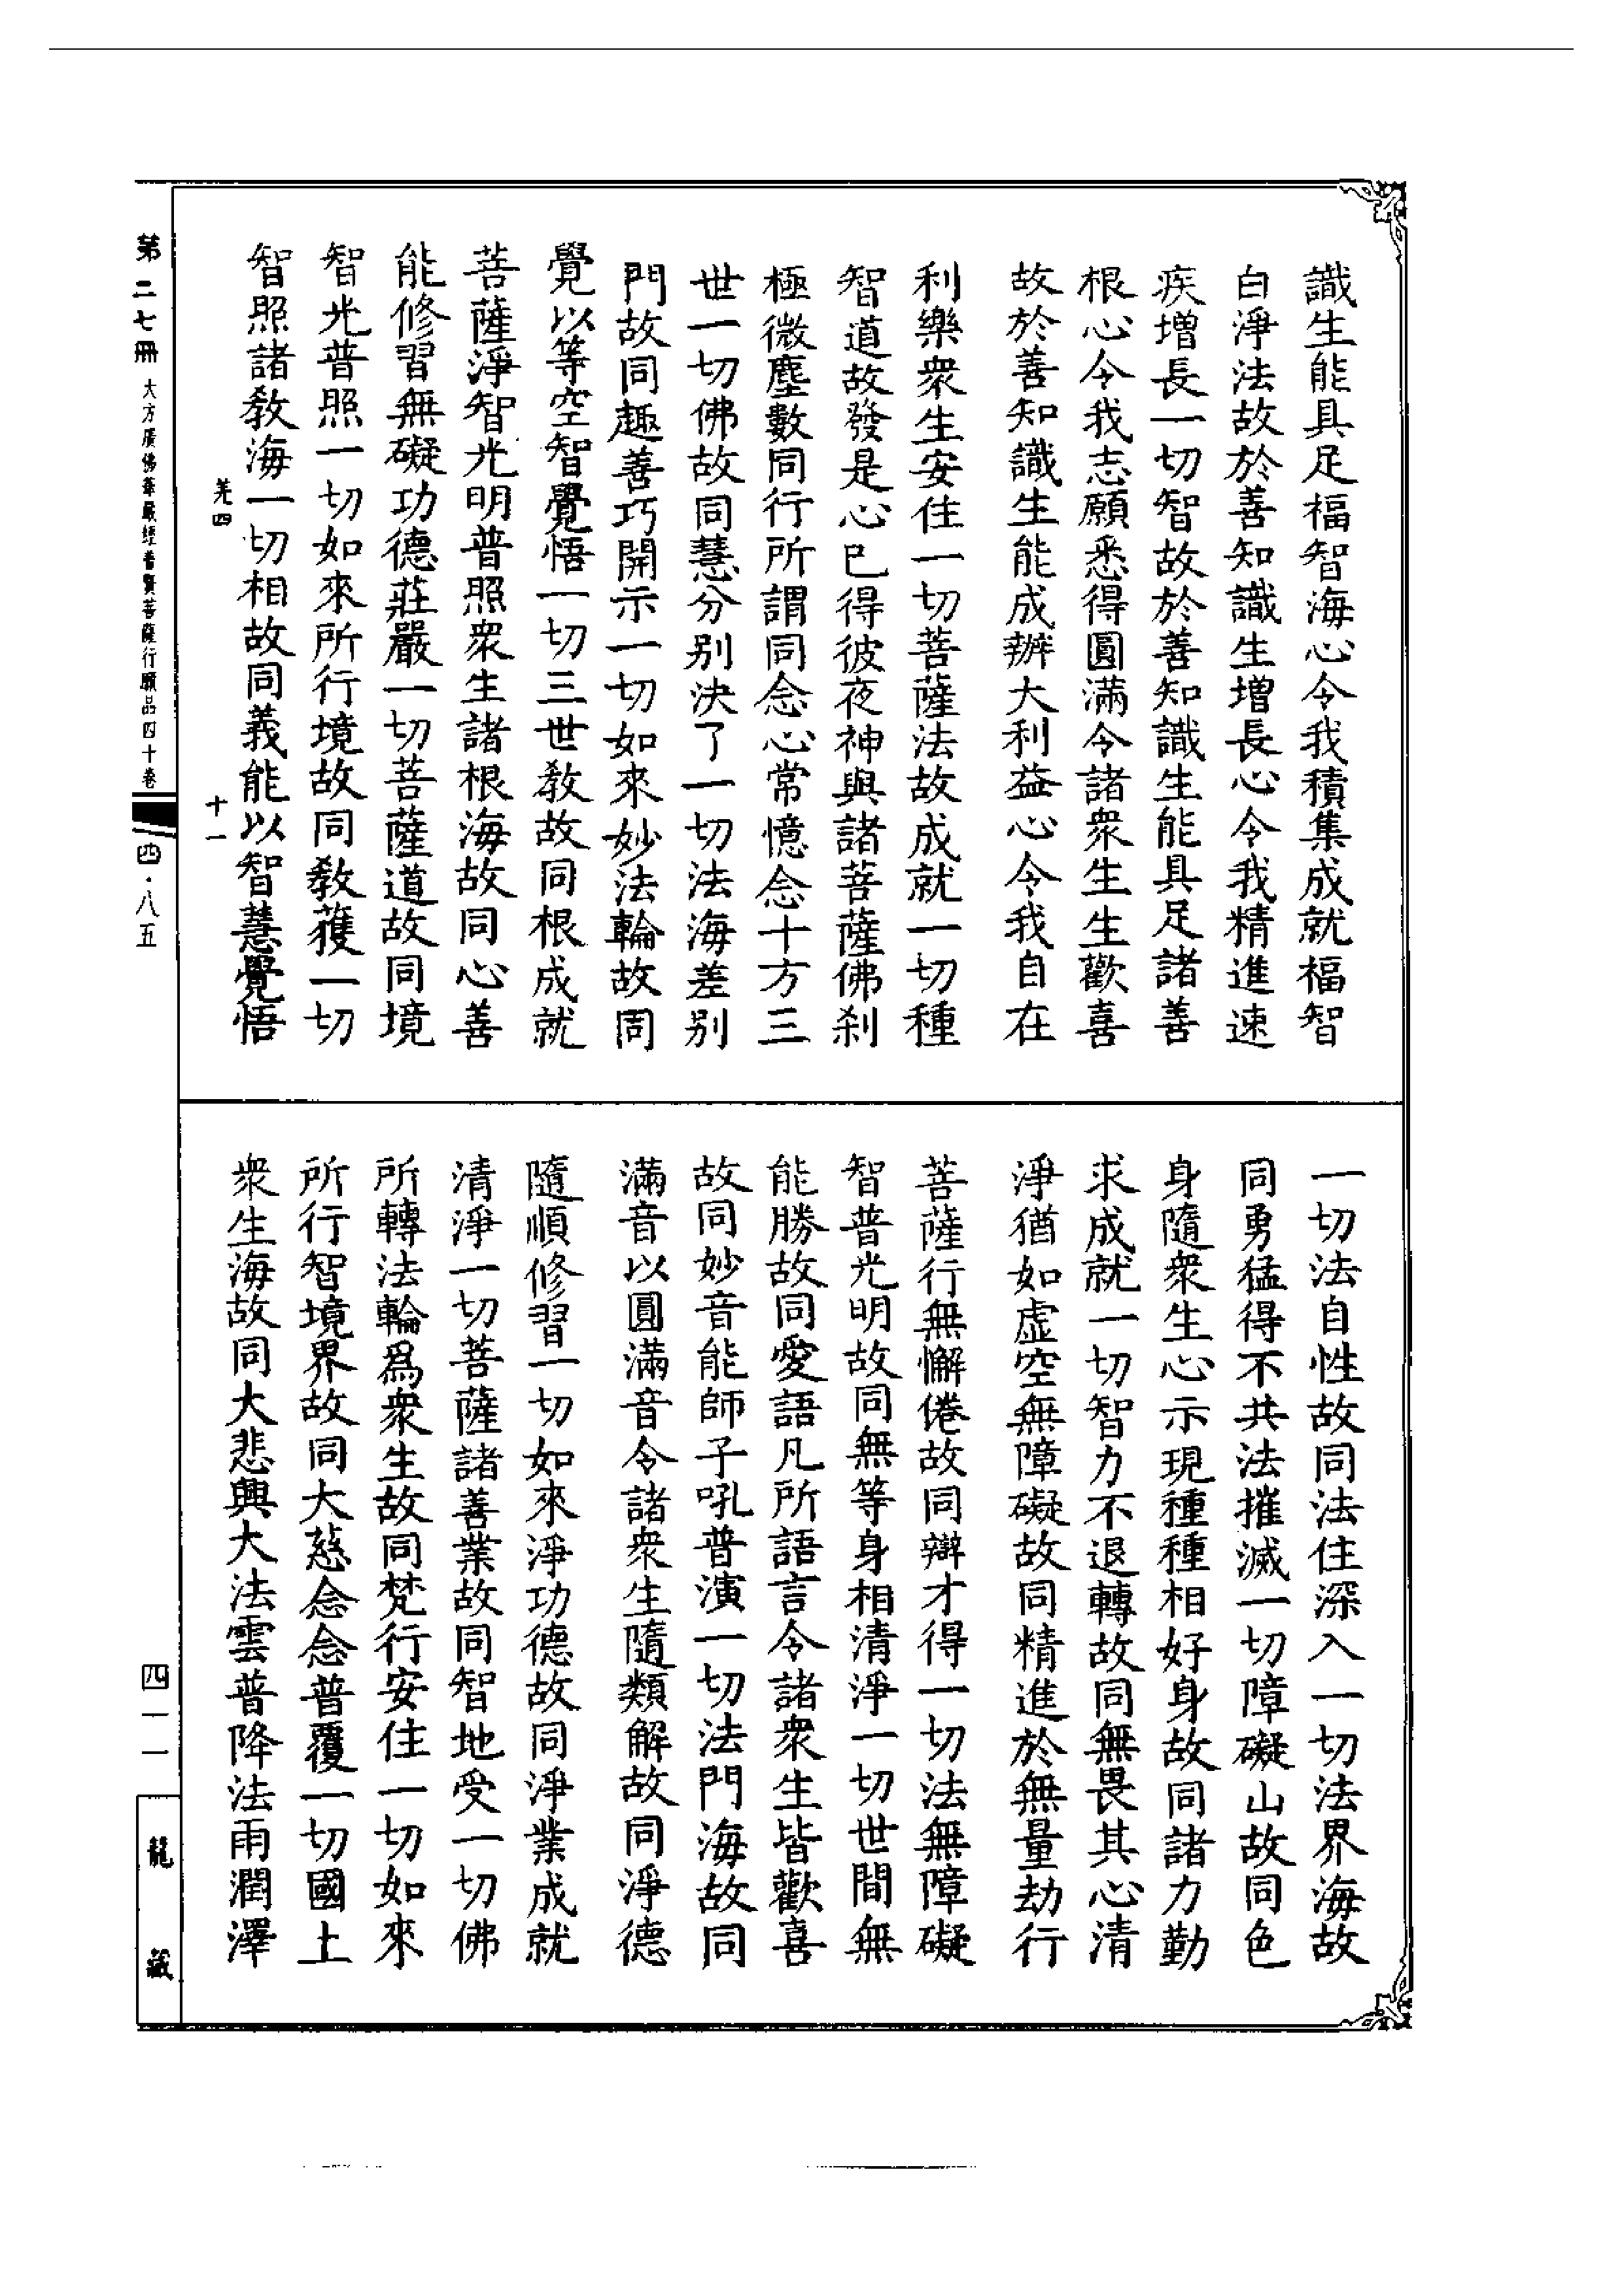 識生能具足福智海心令我積集成就福智
白淨法故於善知識生增長心令我精進速
疾增長一切智故於善知識生能具足諸善
根心令我志願悉得圓滿令諸衆生生歡喜
故於善知識生能成辦大利益心令我自在
利樂衆生安住一切菩薩法故成就一切種
智道故發是心已得彼夜神與諸菩薩佛刹
極微塵數同行所謂同念心常憶念十方三
世一切佛故同慧分别決了一切法海差别
門故同趣善巧開示一切如來妙法輪故同
覺以等空智覺悟一切三世教故同根成就
菩薩淨智光明普照衆生諸根海故同心善
能修習無礙功德莊嚴一切菩薩道故同境
智光普照一切如來所行境故同教獲一切
智照諸教海一切相故同義能以智慧覺悟
羌四
十一
一切法自性故同法住深入一切法界海故
同勇猛得不共法摧滅一切障礙山故同色
身隨衆生心示現種種相好身故同諸力勤
求成就一切智力不退轉故同無畏其心清
淨猶如虚空無障礙故同精進於無量劫行
菩薩行無懈倦故同辯才得一切法無障礙
智普光明故同無等身相清淨一切世間無
能勝故同愛語凡所語言令諸衆生皆歡喜
故同妙音能師子吼普演一切法門海故同
滿音以圓滿音令諸衆生隨類解故同淨德
隨順修習一切如來淨功德故同淨業成就
清淨一切菩薩諸善業故同智地受一切佛
所轉法輪爲衆生故同梵行安住一切如來
所行智境界故同大慈念念普覆一切國土
衆生海故同大悲興大法雲普降法雨潤澤
第二七冊 大方廣佛華嚴經普賢菩薩行願品四十卷
四·八五
四一一
龍藏